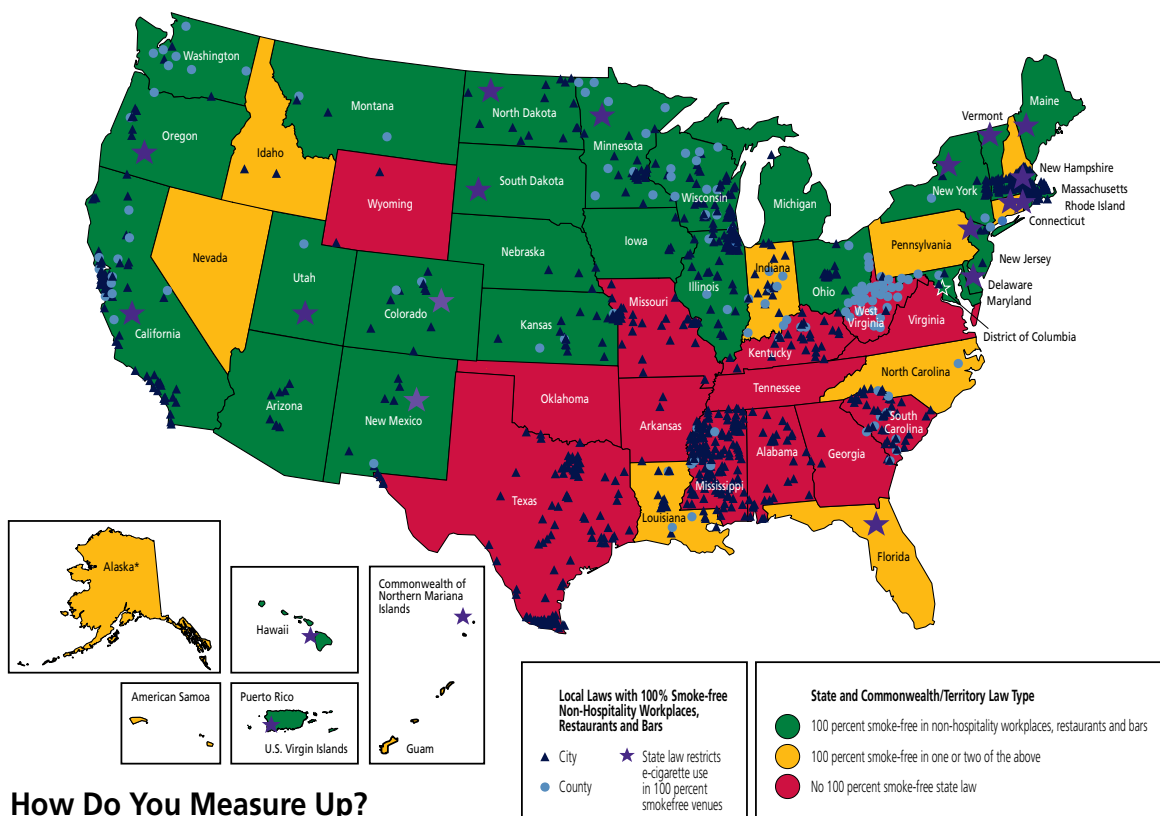 Washington
Montana
North Dakota
Minnesota
Vermont
Maine
Oregon
Idaho
South Dakota
Wisconsin
Michigan
New York
New Hampshire
Massachusetts
Rhode Island
Connecticut
Wyoming
Nebraska
Iowa
Pennsylvania
New Jersey
Nevada
Utah
Colorado
Illinois
Indiana
Ohio
Delaware
Maryland
District of Columbia
California
Kansas
Missouri
West
Virginia
Virginia
Kentucky
Arizona
New Mexico
Oklahoma
Arkansas
Tennessee
North Carolina
South
Carolina
Texas
Louisiana
Mississippi
Alabama
Georgia
Florida
Alaska*
Hawaii
Commonwealth of
Northern Mariana
Islands
American Samoa
Puerto Rico
U.S. Virgin Islands
Guam
Local Laws with 100% Smoke-free
Non-Hospitality Workplaces,
Restaurants and Bars
City
County
State law restricts
e-cigarette use
in 100 percent
smokefree venues
State and Commonwealth/Territory Law Type
100 percent smoke-free in non-hospitality workplaces, restaurants and bars
100 percent smoke-free in one or two of the above
No 100 percent smoke-free state law
How Do You Measure Up?